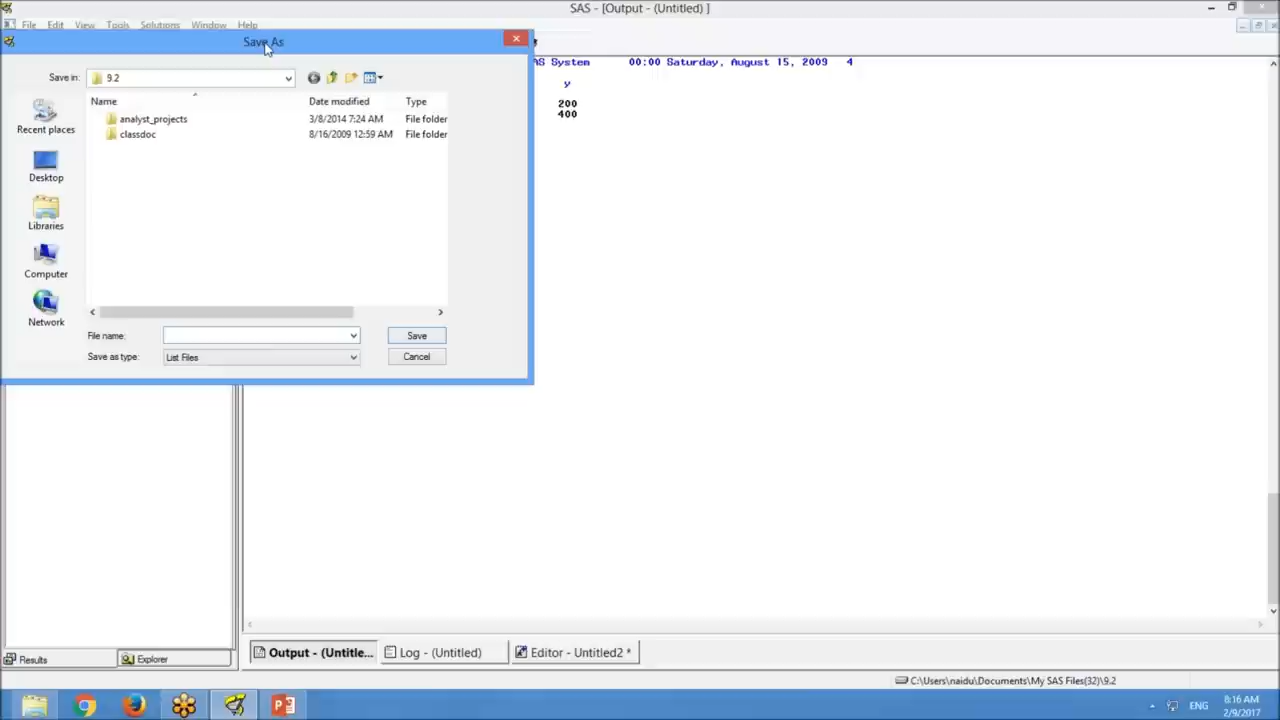 SAS - [Output - (Untitled) ]
File Edit View Tools Solutions Window Help
Save As
Save in: 9.2
Name Date modified Type
analyst_projects 3/8/2014 7:24 AM File folder
classdoc 8/16/2009 12:59 AM File folder
Recent places
Desktop
Libraries
Computer
Network
File name: Save
Save as type: List Files Cancel
AS System 00:00 Saturday, August 15, 2009 4
y
200
400
Results Explorer
Output - (Untitle... Log - (Untitled) Editor - Untitled2 *
C:\Users\naidu\Documents\My SAS Files(32)\9.2
ENG 8:16 AM
2/9/2017